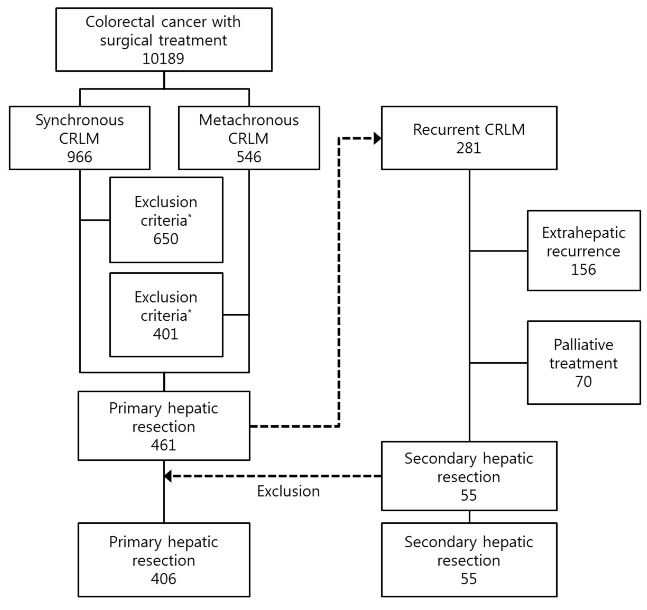 Colorectal cancer with
surgical treatment
10189
Synchronous
CRLM
966
Metachronous
CRLM
546
Recurrent CRLM
281
Exclusion
criteria*
650
Extrahepatic
recurrence
156
Exclusion
criteria*
401
Palliative
treatment
70
Primary hepatic
resection
461
Secondary hepatic
resection
55
Exclusion
Primary hepatic
resection
406
Secondary hepatic
resection
55